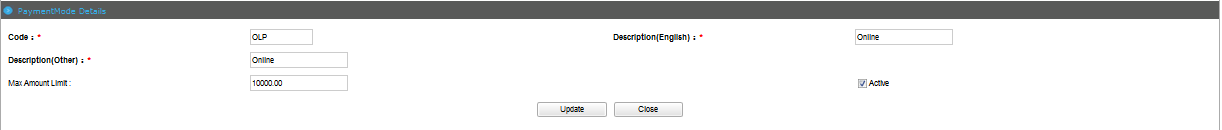 PaymentMode Details
Code : * OLP Description(English) : * Online
Description(Other) : * Online
Max Amount Limit : 10000.00 Active
Update Close